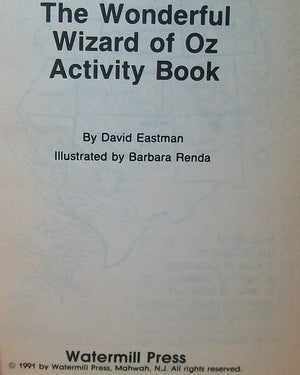 The Wonderful
Wizard of Oz
Activity Book
By David Eastman
Illustrated by Barbara Renda
Watermill Press
© 1991 by Watermill Press, Mahwah, N.J. All rights reserved.